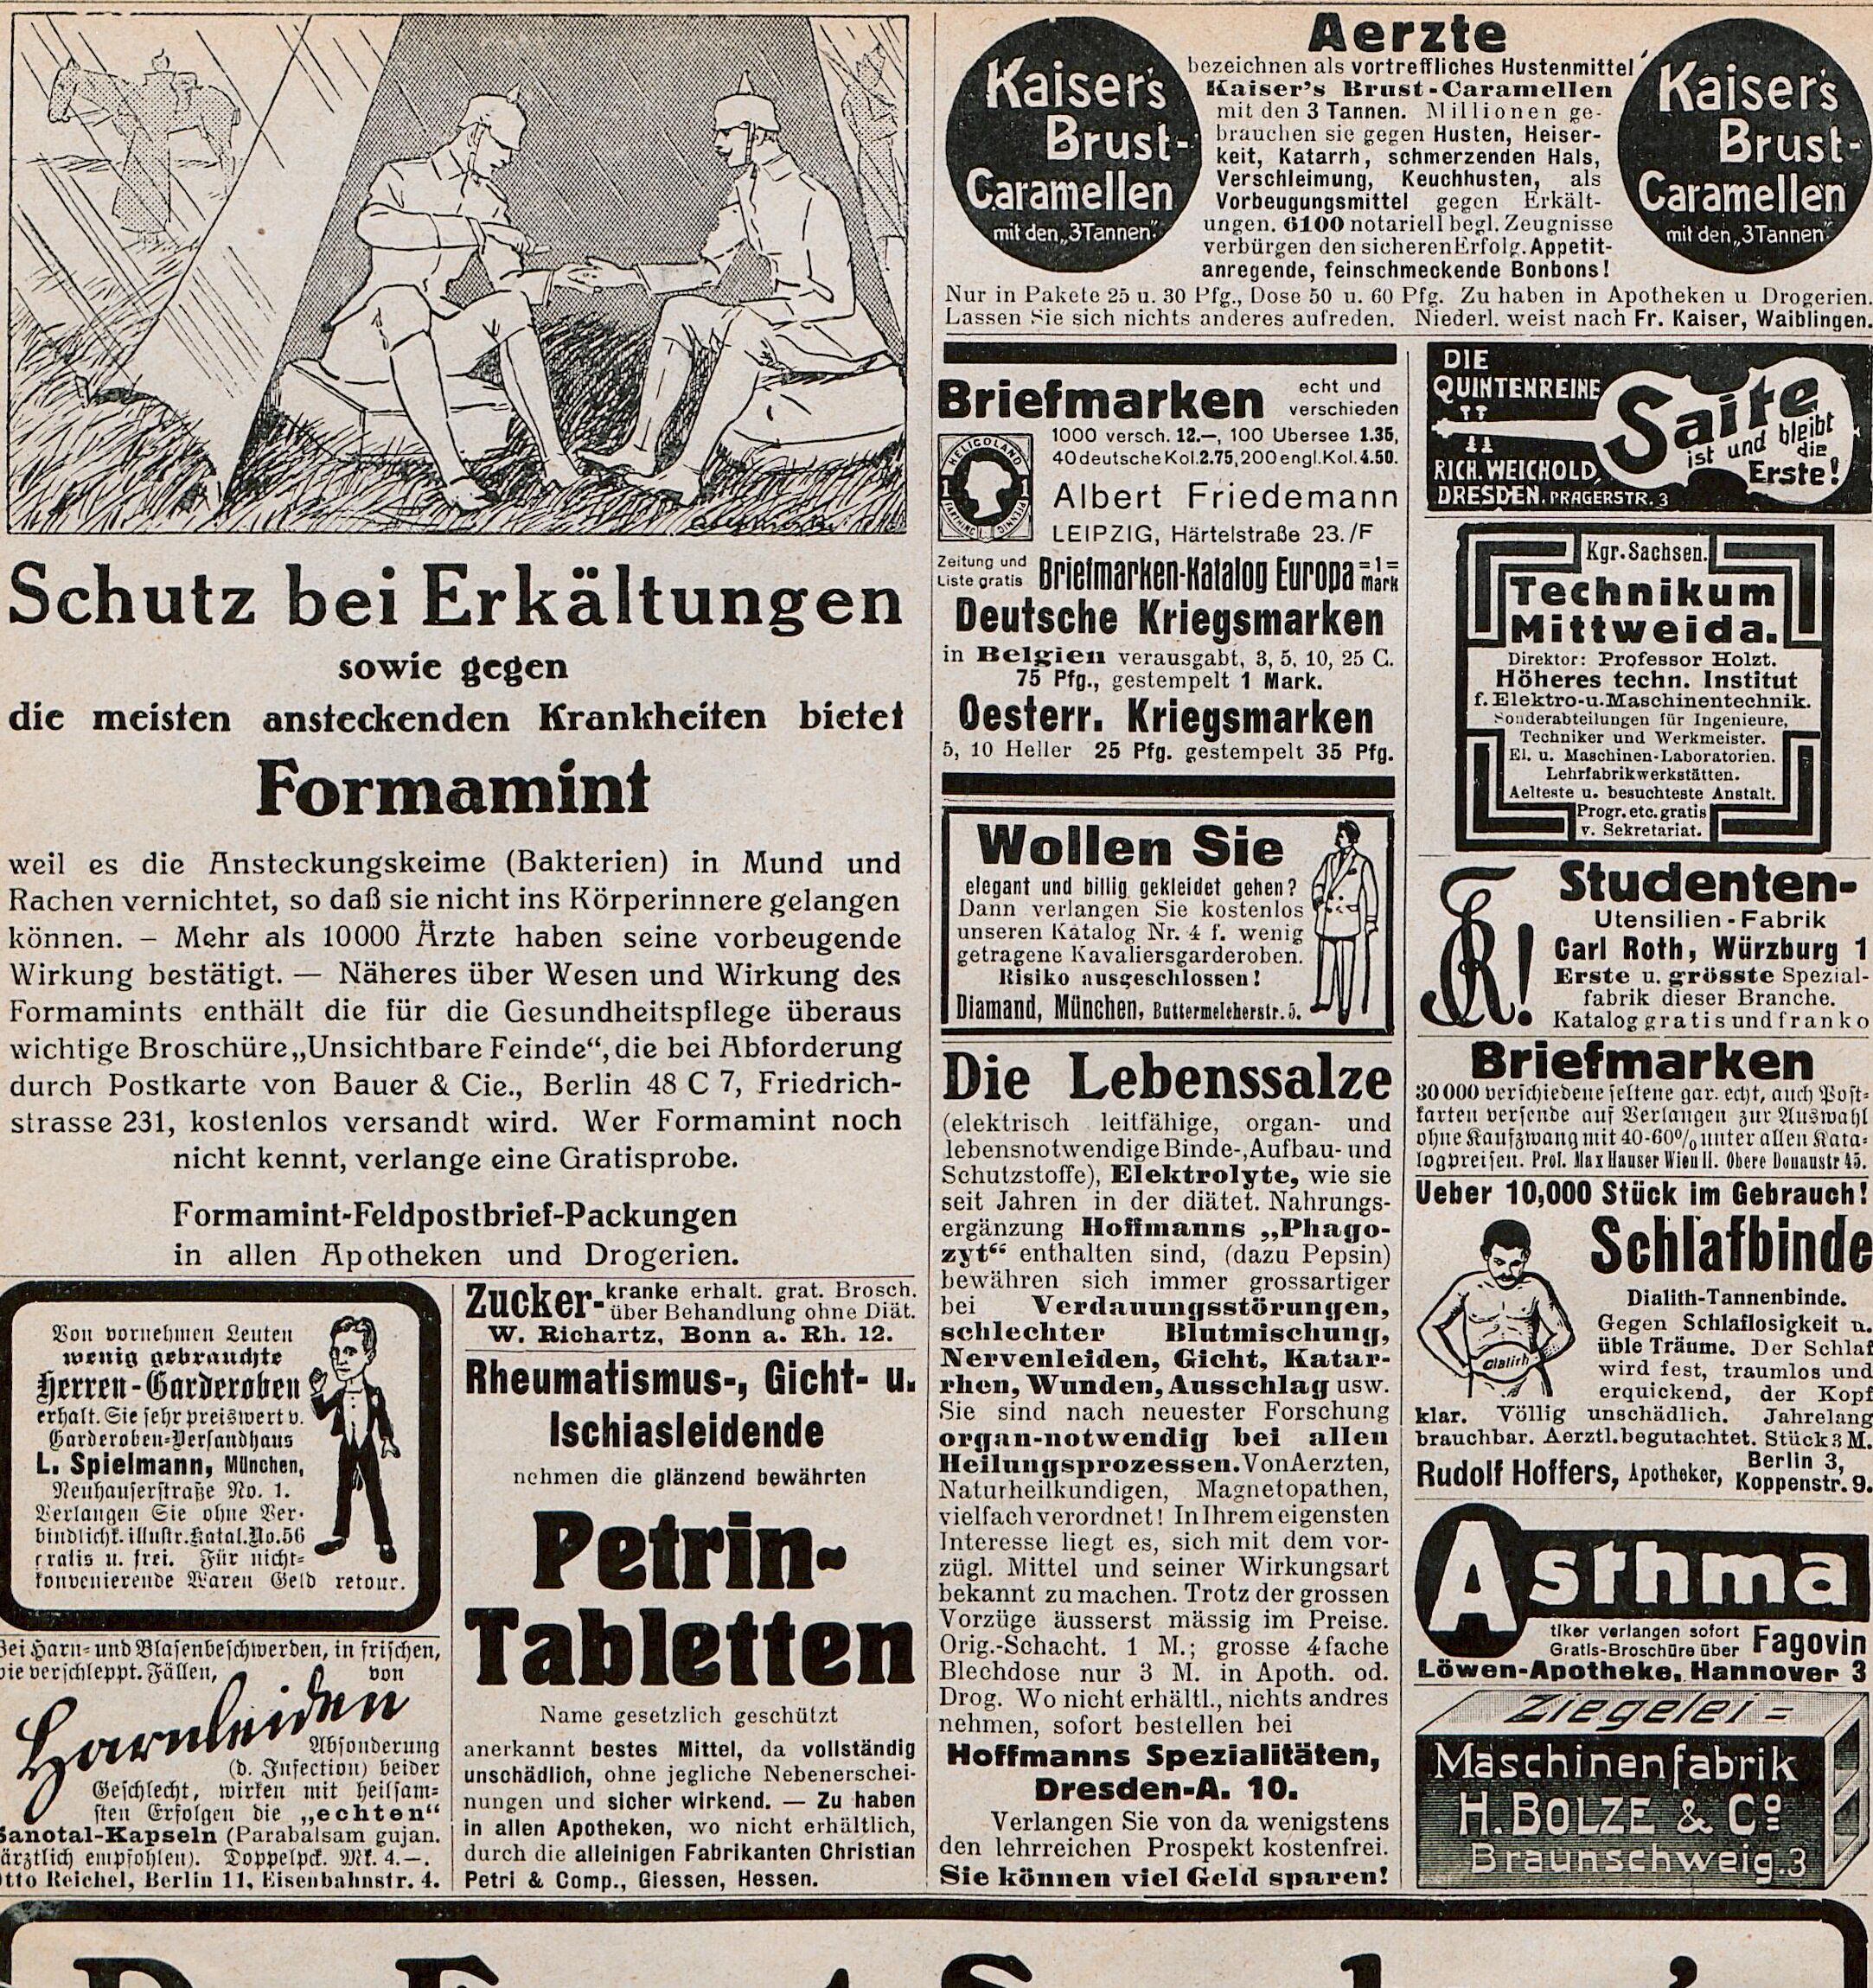 Schutz bei Erkältungen
sowie gegen
die meisten ansteckenden Krankheiten bietet
Formamint
weil es die Ansteckungskeime (Bakterien) in Mund und
Rachen vernichtet, so daß sie nicht ins Körperinnere gelangen
können. – Mehr als 10000 Ärzte haben seine vorbeugende
Wirkung bestätigt. — Näheres über Wesen und Wirkung des
Formamints enthält die für die Gesundheitspflege überaus
wichtige Broschüre „Unsichtbare Feinde“, die bei Abforderung
durch Postkarte von Bauer & Cie., Berlin 48 C 7, Friedrich-
strasse 231, kostenlos versandt wird. Wer Formamint noch
nicht kennt, verlange eine Gratisprobe.
Formamint-Feldpostbrief-Packungen
in allen Apotheken und Drogerien.
Von vornehmen Leuten
wenig gebrauchte
Herren-Garderoben
erhalt. Sie sehr preiswert v.
Garderoben-Versandhaus
L. Spielmann, München,
Neuhauserstraße No. 1.
Verlangen Sie ohne Ver-
bindlichk. illustr. Katal. No. 56
gratis u. frei. Für nicht-
konvenierende Waren Geld retour.
Bei Harn- und Blasenbeschwerden, in frischen,
wie verschleppt. Fällen, von
Harnleiden
Absonderung
(d. Infection) beider
Geschlecht, wirken mit heilsam-
sten Erfolgen die „echten“
Sanotal-Kapseln (Parabalsam gujan.
ärztlich empfohlen). Doppelpck. Mk. 4.—.
Otto Reichel, Berlin 11, Eisenbahnstr. 4.
Zucker- kranke erhalt. grat. Brosch.
über Behandlung ohne Diät.
W. Richartz, Bonn a. Rh. 12.
Rheumatismus-, Gicht- u.
Ischiasleidende
nehmen die glänzend bewährten
Petrin-
Tabletten
Name gesetzlich geschützt
anerkannt bestes Mittel, da vollständig
unschädlich, ohne jegliche Nebenerschei-
nungen und sicher wirkend. — Zu haben
in allen Apotheken, wo nicht erhältlich,
durch die alleinigen Fabrikanten Christian
Petri & Comp., Giessen, Hessen.
Kaiser's
Brust-
Caramellen
mit den „3 Tannen“.
Aerzte
bezeichnen als vortreffliches Hustenmittel
Kaiser's Brust-Caramellen
mit den 3 Tannen. Millionen ge-
brauchen sie gegen Husten, Heiser-
keit, Katarrh, schmerzenden Hals,
Verschleimung, Keuchhusten, als
Vorbeugungsmittel gegen Erkält-
ungen. 6100 notariell begl. Zeugnisse
verbürgen den sicheren Erfolg. Appetit-
anregende, feinschmeckende Bonbons!
Kaiser's
Brust-
Caramellen
mit den „3 Tannen“
Nur in Pakete 25 u. 30 Pfg., Dose 50 u. 60 Pfg. Zu haben in Apotheken u. Drogerien.
Lassen Sie sich nichts anderes aufreden. Niederl. weist nach Fr. Kaiser, Waiblingen.
Briefmarken echt und
verschieden
1000 versch. 12.–, 100 Übersee 1.35,
40 deutsche Kol. 2.75, 200 engl. Kol. 4.50.
HELIGOLAND
1 1
FARTHING PFENNIG
Albert Friedemann
LEIPZIG, Härtelstraße 23./F
Zeitung und
Liste gratis Briefmarken-Katalog Europa =1=
Mark
Deutsche Kriegsmarken
in Belgien verausgabt, 3, 5, 10, 25 C.
75 Pfg., gestempelt 1 Mark.
Oesterr. Kriegsmarken
5, 10 Heller 25 Pfg. gestempelt 35 Pfg.
Wollen Sie
elegant und billig gekleidet gehen?
Dann verlangen Sie kostenlos
unseren Katalog Nr. 4 f. wenig
getragene Kavaliersgarderoben.
Risiko ausgeschlossen!
Diamand, München, Buttermelcherstr. 5.
Die Lebenssalze
(elektrisch leitfähige, organ- und
lebensnotwendige Binde-, Aufbau- und
Schutzstoffe), Elektrolyte, wie sie
seit Jahren in der diätet. Nahrungs-
ergänzung Hoffmanns „Phago-
zyt“ enthalten sind, (dazu Pepsin)
bewähren sich immer grossartiger
bei Verdauungsstörungen,
schlechter Blutmischung,
Nervenleiden, Gicht, Katar-
rhen, Wunden, Ausschlag usw.
Sie sind nach neuester Forschung
organ-notwendig bei allen
Heilungsprozessen. Von Aerzten,
Naturheilkundigen, Magnetopathen,
vielfach verordnet! In Ihrem eigensten
Interesse liegt es, sich mit dem vor-
zügl. Mittel und seiner Wirkungsart
bekannt zu machen. Trotz der grossen
Vorzüge äusserst mässig im Preise.
Orig.-Schacht. 1 M.; grosse 4fache
Blechdose nur 3 M. in Apoth. od.
Drog. Wo nicht erhältl., nichts andres
nehmen, sofort bestellen bei
Hoffmanns Spezialitäten,
Dresden-A. 10.
Verlangen Sie von da wenigstens
den lehrreichen Prospekt kostenfrei.
Sie können viel Geld sparen!
DIE
QUINTENREINE
Saite
ist und bleibt
die
Erste!
RICH. WEICHOLD,
DRESDEN. PRAGERSTR. 3
Kgr. Sachsen.
Technikum
Mittweida.
Direktor: Professor Holzt.
Höheres techn. Institut
f. Elektro- u. Maschinentechnik.
Sonderabteilungen für Ingenieure,
Techniker und Werkmeister.
El. u. Maschinen-Laboratorien.
Lehrfabrikwerkstätten.
Aelteste u. besuchteste Anstalt.
Progr. etc. gratis
v. Sekretariat.
Studenten-
Utensilien-Fabrik
Carl Roth, Würzburg 1
Erste u. grösste Spezial-
fabrik dieser Branche.
Katalog gratis und franko
Briefmarken
30 000 verschiedene seltene gar. echt, auch Post-
karten versende auf Verlangen zur Auswahl
ohne Kaufzwang mit 40-60% unter allen Kata-
logpreisen. Prof. Max Hauser Wien II. Obere Donaustr 45.
Ueber 10,000 Stück im Gebrauch!
Schlafbinde
Dialith-Tannenbinde.
Gegen Schlaflosigkeit u.
üble Träume. Der Schlaf
wird fest, traumlos und
erquickend, der Kopf
Dialith
klar. Völlig unschädlich. Jahrelang
brauchbar. Aerztl. begutachtet. Stück 3 M.
Rudolf Hoffers, Apotheker, Berlin 3,
Koppenstr. 9.
Asthma
tiker verlangen sofort
Gratis-Broschüre über Fagovin
Löwen-Apotheke, Hannover 3
Ziegelei=
Maschinenfabrik
H. BOLZE & Co
Braunschweig. 3